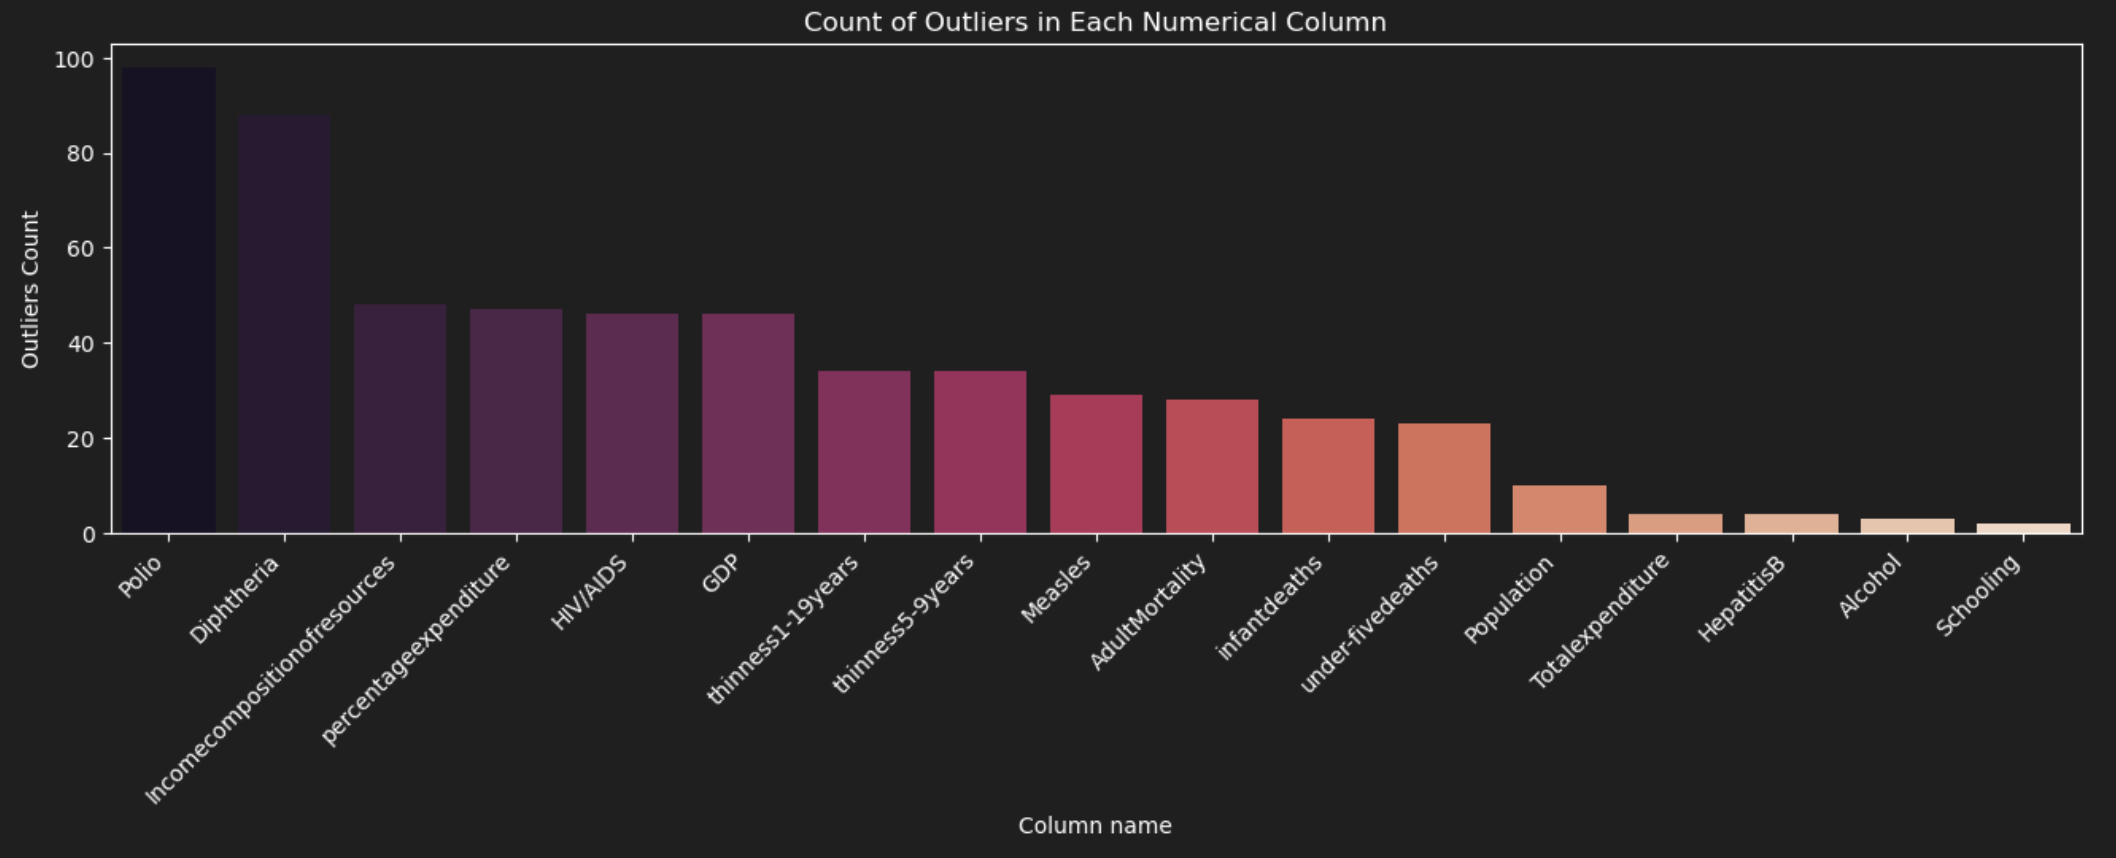 Count of Outliers in Each Numerical Column
Outliers Count
100
80
60
40
20
0
Polio
Diphtheria
Incomecompositionofresources
percentageexpenditure
HIV/AIDS
GDP
thinness1-19years
thinness5-9years
Measles
AdultMortality
infantdeaths
under-fivedeaths
Population
Totalexpenditure
HepatitisB
Alcohol
Schooling
Column name